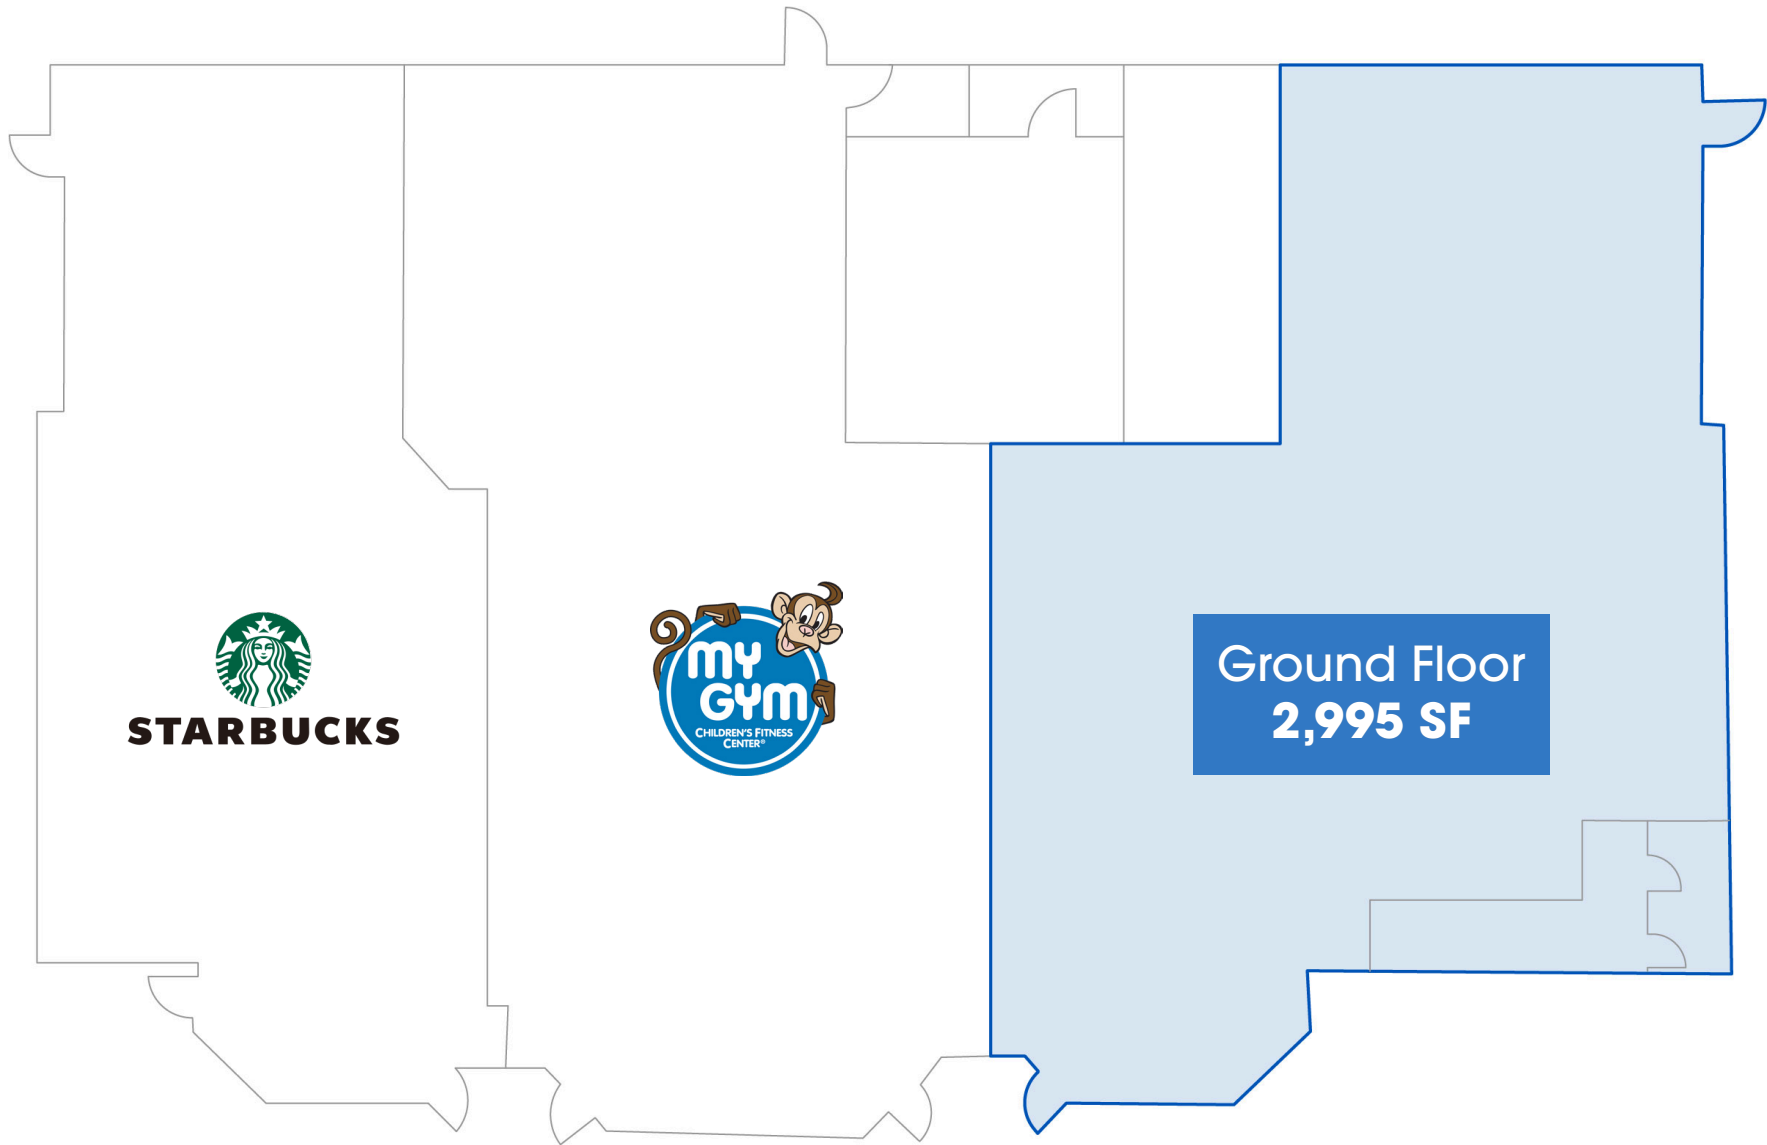 STARBUCKS
my
GYM
CHILDREN'S FITNESS
CENTER®
Ground Floor
2,995 SF